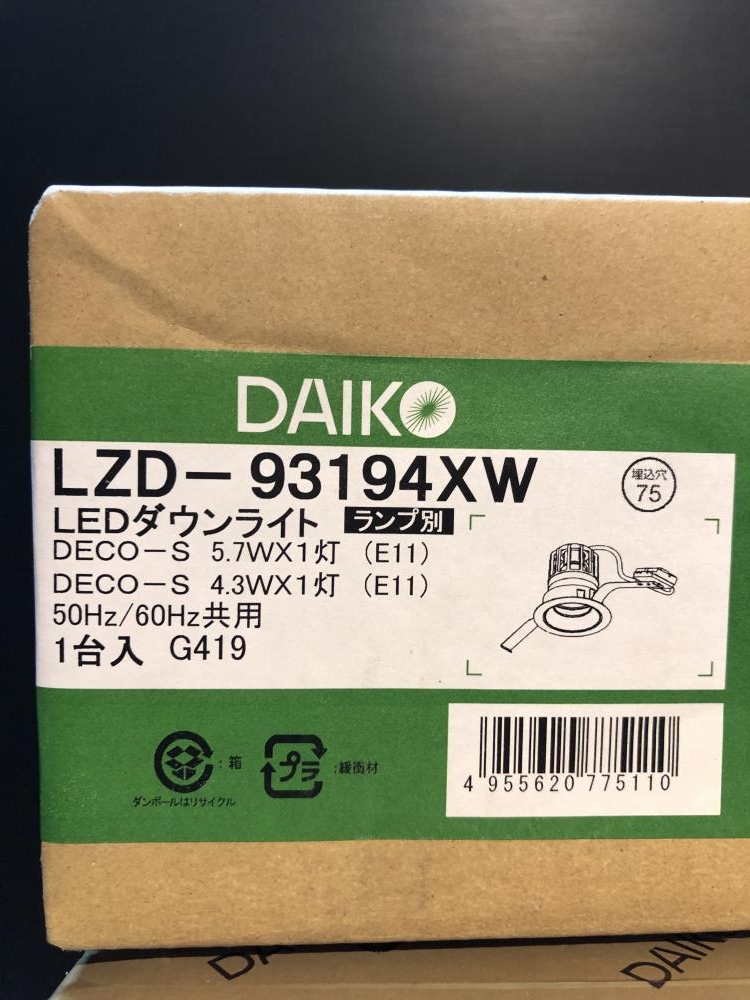 DAIKO
LZD-93194XW
埋込穴
75
LEDダウンライト ランプ別
DECO-S 5.7WX1灯 (E11)
DECO-S 4.3WX1灯 (E11)
50Hz/60Hz共用
1台入 G419
:箱
プラ :緩衝材
ダンボールはリサイクル
4 955620 775110
DAIKO
DAIKO